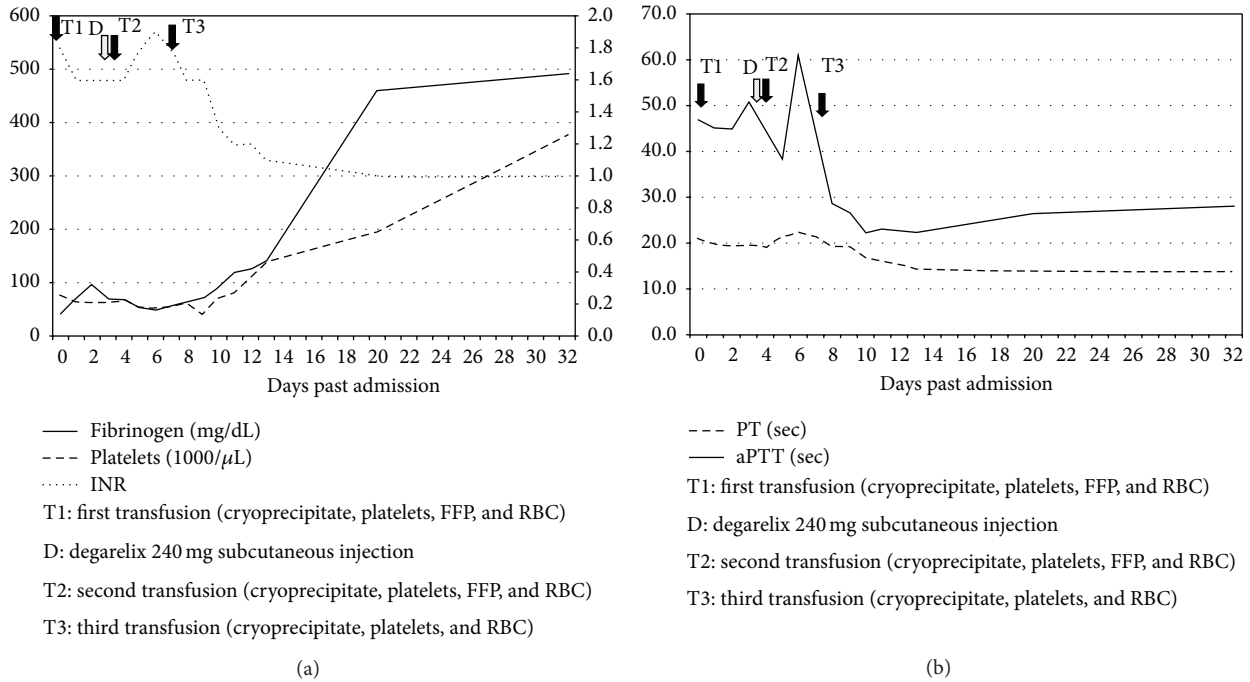 600
500
400
300
200
100
0
2.0
1.8
1.6
1.4
1.2
1.0
0.8
0.6
0.4
0.2
0.0
T1 D T2 T3
0 2 4 6 8 10 12 14 16 18 20 22 24 26 28 30 32
Days past admission
Fibrinogen (mg/dL)
Platelets (1000/μL)
INR
T1: first transfusion (cryoprecipitate, platelets, FFP, and RBC)
D: degarelix 240 mg subcutaneous injection
T2: second transfusion (cryoprecipitate, platelets, FFP, and RBC)
T3: third transfusion (cryoprecipitate, platelets, and RBC)
(a)
70.0
60.0
50.0
40.0
30.0
20.0
10.0
0.0
T1 D T2 T3
0 2 4 6 8 10 12 14 16 18 20 22 24 26 28 30 32
Days past admission
PT (sec)
aPTT (sec)
T1: first transfusion (cryoprecipitate, platelets, FFP, and RBC)
D: degarelix 240 mg subcutaneous injection
T2: second transfusion (cryoprecipitate, platelets, FFP, and RBC)
T3: third transfusion (cryoprecipitate, platelets, and RBC)
(b)